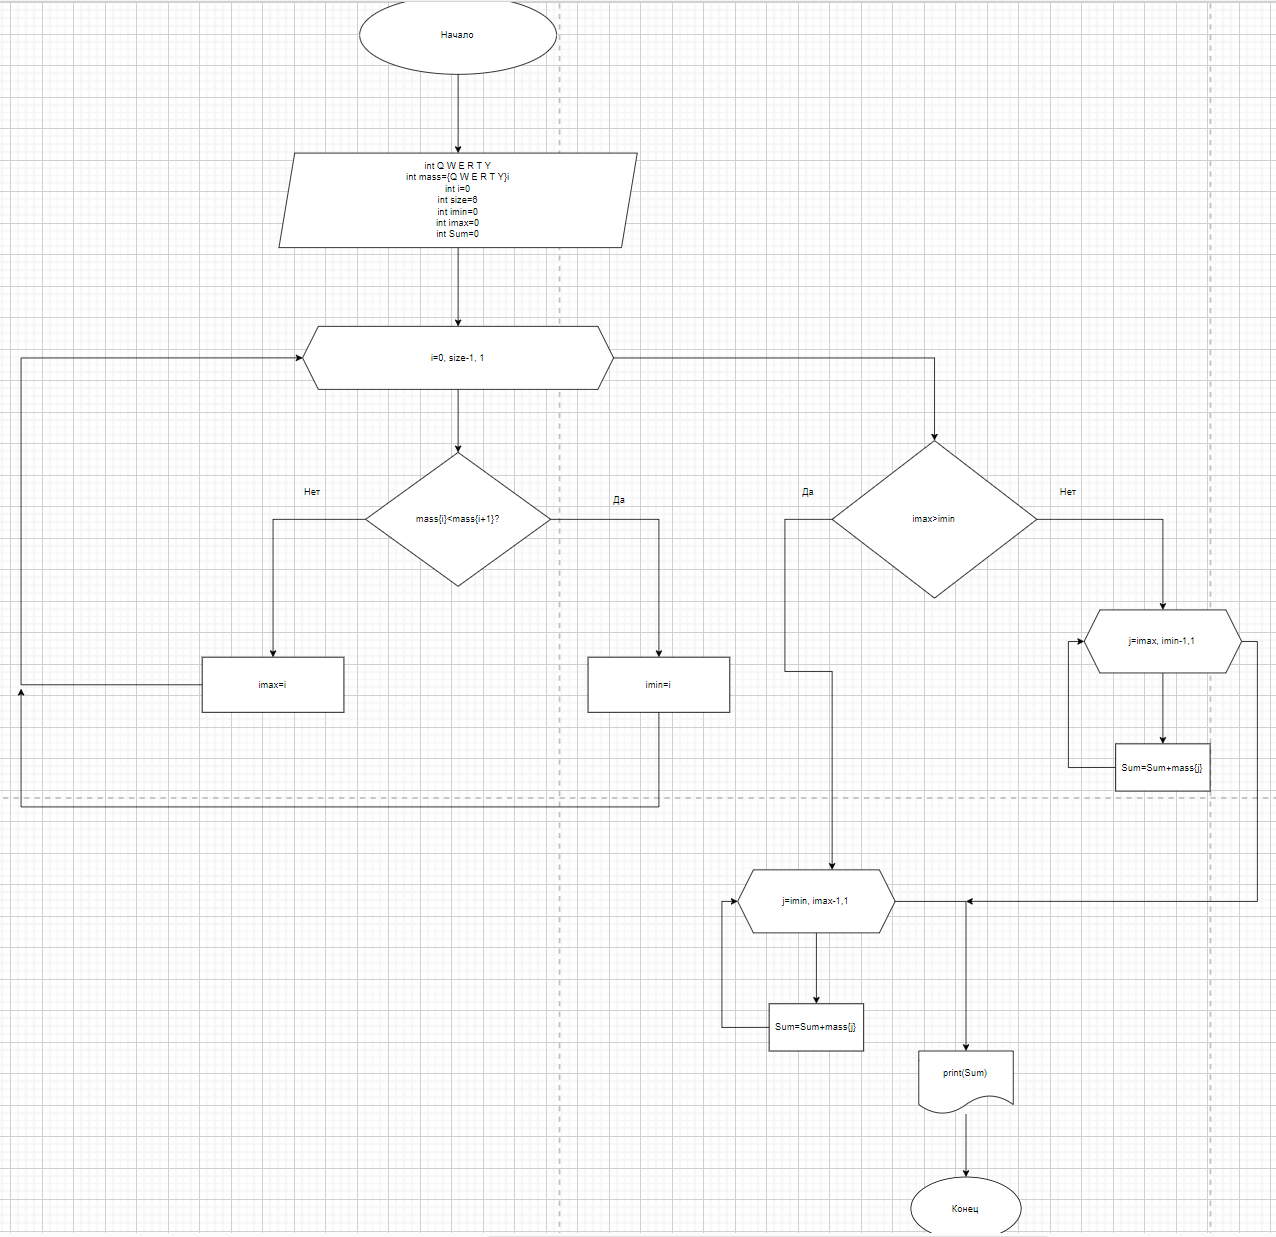 Начало
int Q W E R T Y
int mass={Q W E R T Y}i
int i=0
int size=6
int imin=0
int imax=0
int Sum=0
i=0, size-1, 1
Нет
mass{i}<mass{i+1}?
Да
Да
imax>imin
Нет
imax=i
imin=i
j=imax, imin-1,1
Sum=Sum+mass{j}
j=imin, imax-1,1
Sum=Sum+mass{j}
print(Sum)
Конец